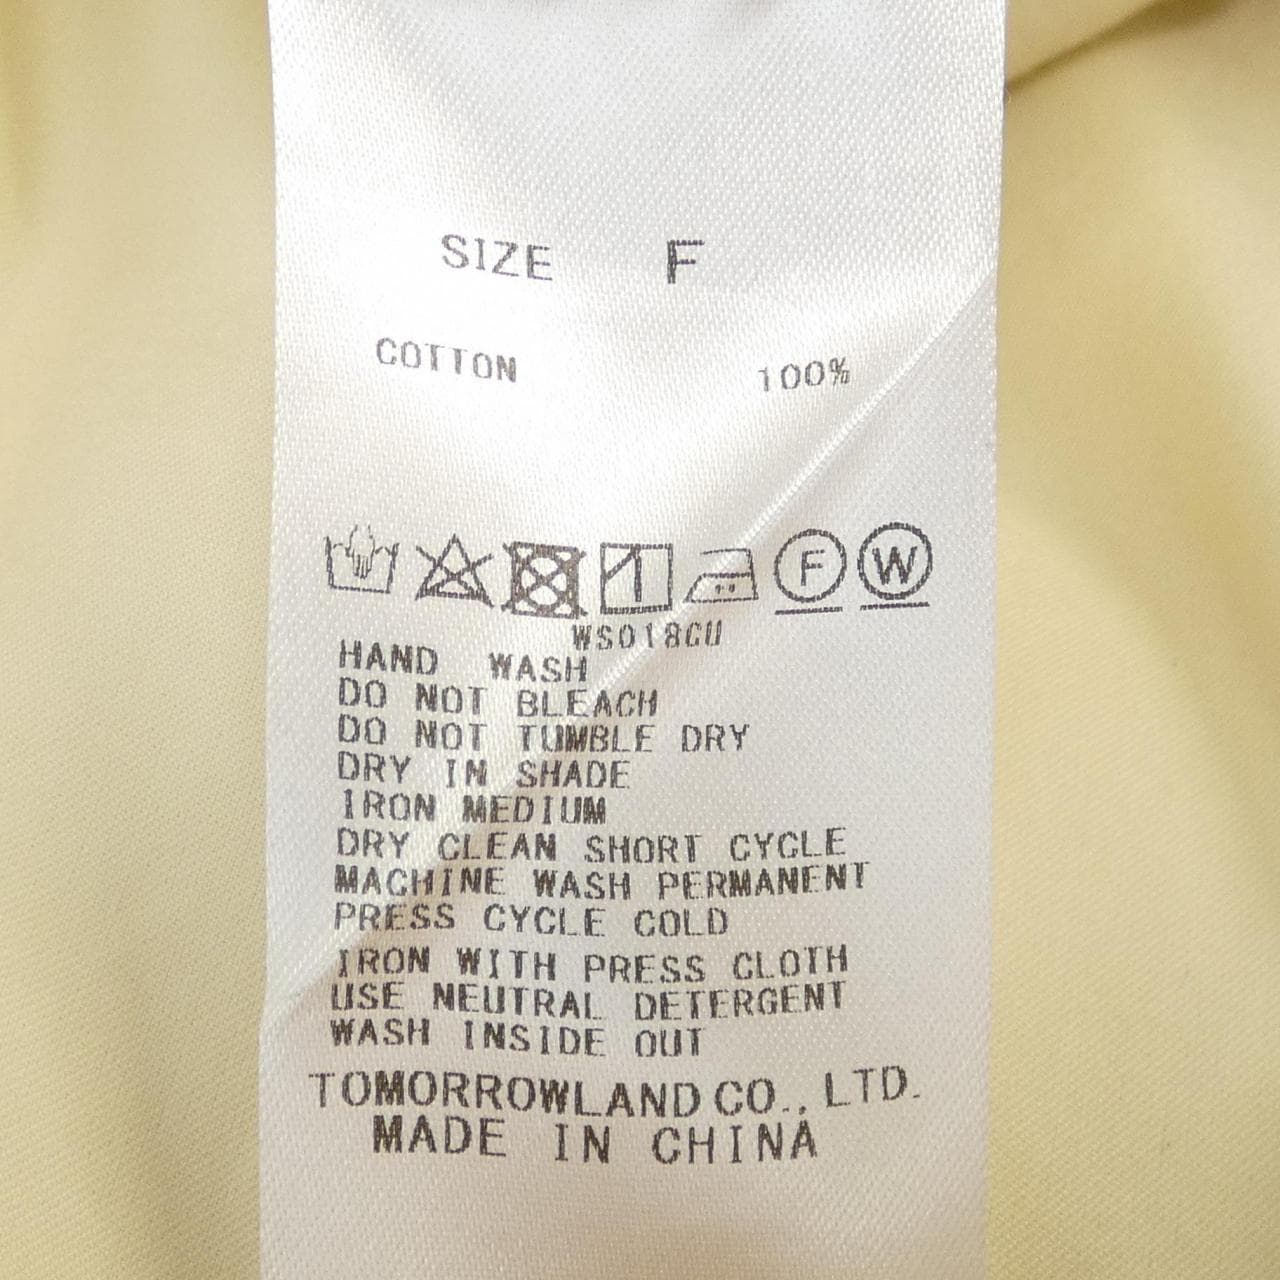 SIZE F
COTTON 100%
F W
WS018CU
HAND WASH
DO NOT BLEACH
DO NOT TUMBLE DRY
DRY IN SHADE
IRON MEDIUM
DRY CLEAN SHORT CYCLE
MACHINE WASH PERMANENT
PRESS CYCLE COLD
IRON WITH PRESS CLOTH
USE NEUTRAL DETERGENT
WASH INSIDE OUT
TOMORROWLAND CO., LTD.
MADE IN CHINA